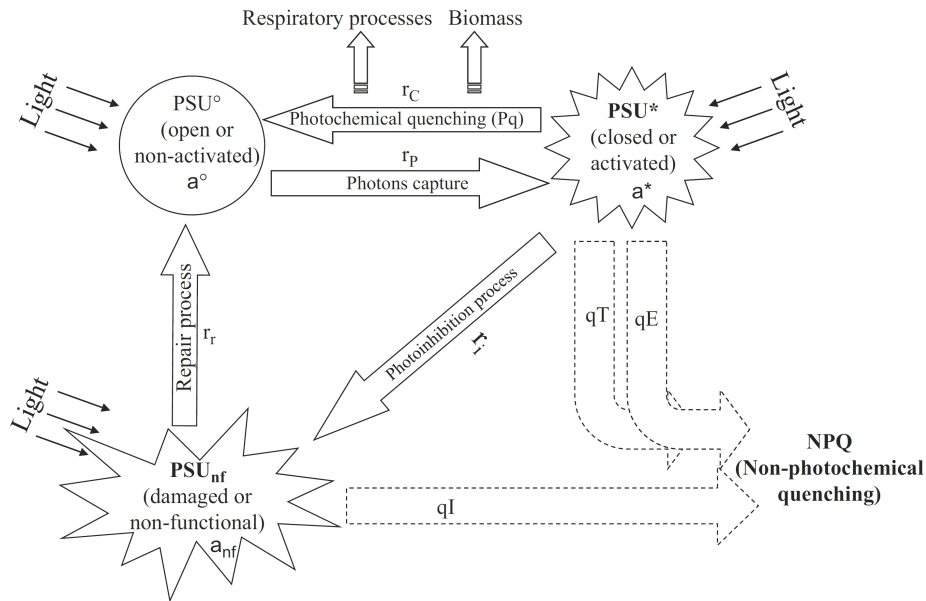 Respiratory processes Biomass
Light
PSU°
(open or
non-activated)
a°
r_C
Photochemical quenching (Pq)
r_P
Photons capture
PSU*
(closed or
activated)
a*
Light
Repair process
r_r
Photoinhibition process
r_i
qT
qE
Light
PSU_nf
(damaged or
non-functional)
a_nf
qI
NPQ
(Non-photochemical
quenching)